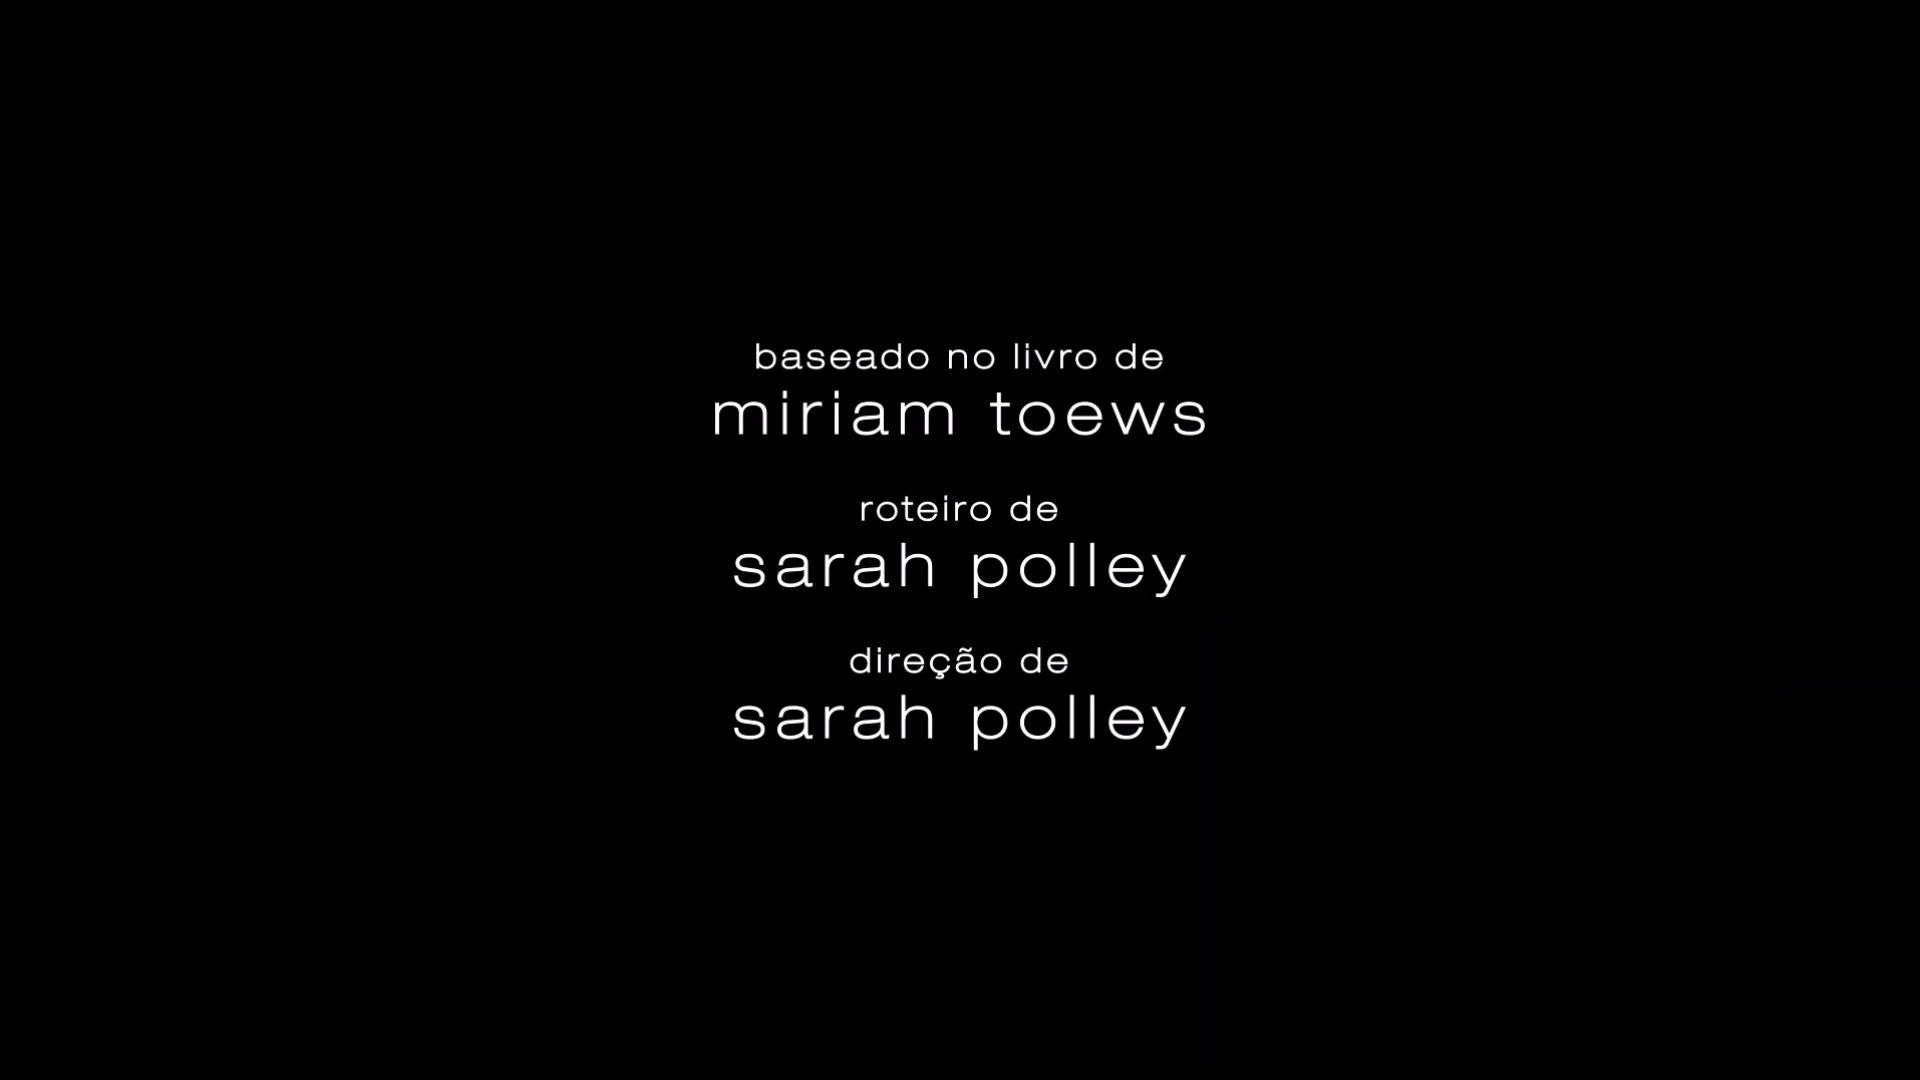 baseado no livro de
miriam toews
roteiro de
sarah polley
direção de
sarah polley